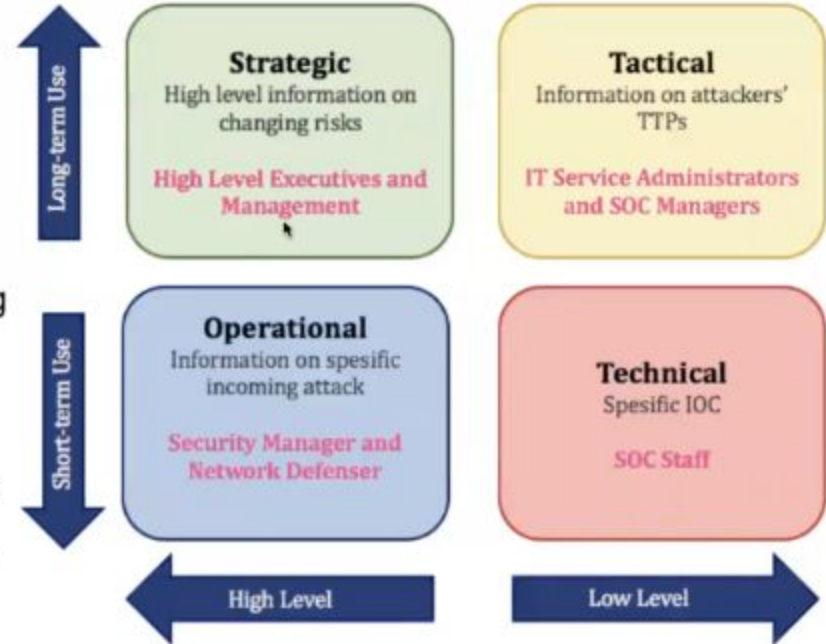 Long-term Use
Strategic
High level information on
changing risks
High Level Executives and
Management
Tactical
Information on attackers'
TTPs
IT Service Administrators
and SOC Managers
Short-term Use
Operational
Information on spesific
incoming attack
Security Manager and
Network Defenser
Technical
Spesific IOC
SOC Staff
High Level
Low Level